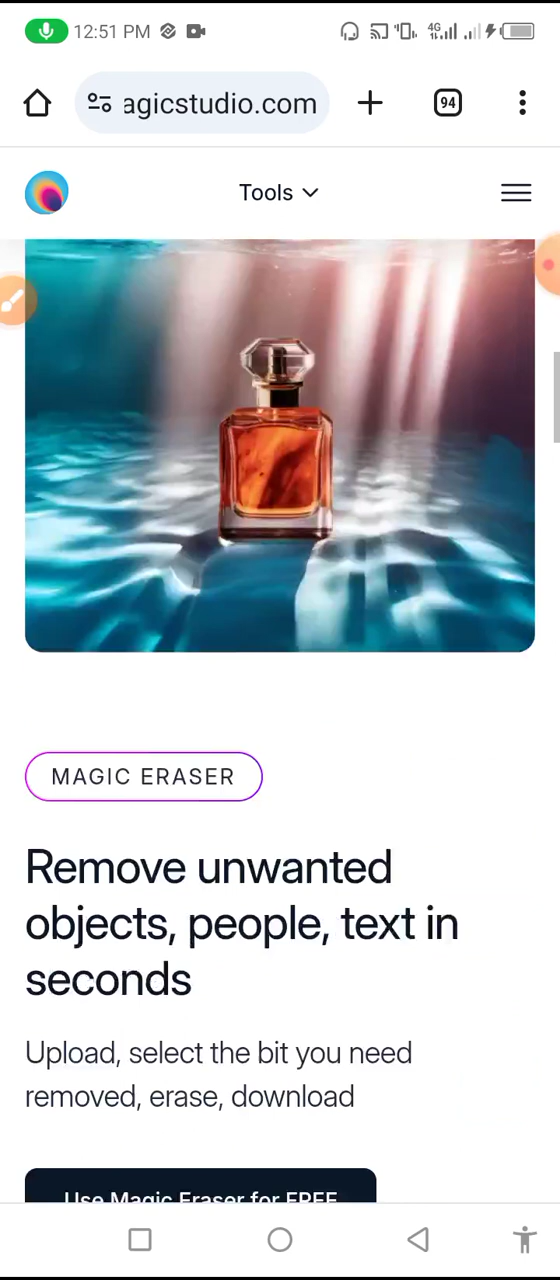 12:51 PM
4G
agicstudio.com
94
Tools
MAGIC ERASER
Remove unwanted
objects, people, text in
seconds
Upload, select the bit you need
removed, erase, download
Use Magic Eraser for FREE